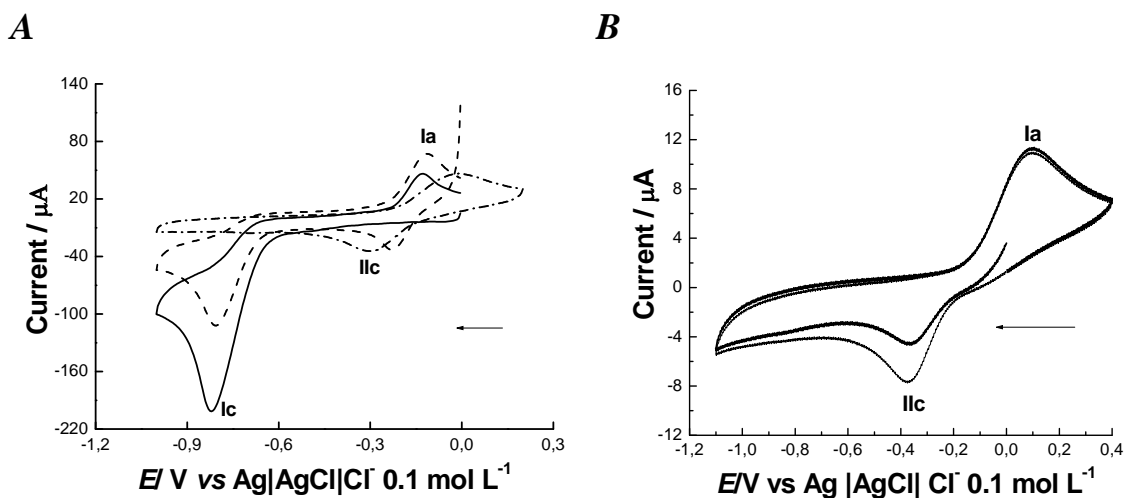 A
B
140
80
20
-40
-100
-160
-220
Current / µA
Ia
IIc
Ic
-1,2
-0,9
-0,6
-0,3
0,0
0,3
E/ V vs Ag|AgCl|Cl⁻ 0.1 mol L⁻¹
16
12
8
4
0
-4
-8
-12
Current / µA
Ia
IIc
-1,0
-0,8
-0,6
-0,4
-0,2
0,0
0,2
0,4
E/V vs Ag |AgCl| Cl⁻ 0.1 mol L⁻¹